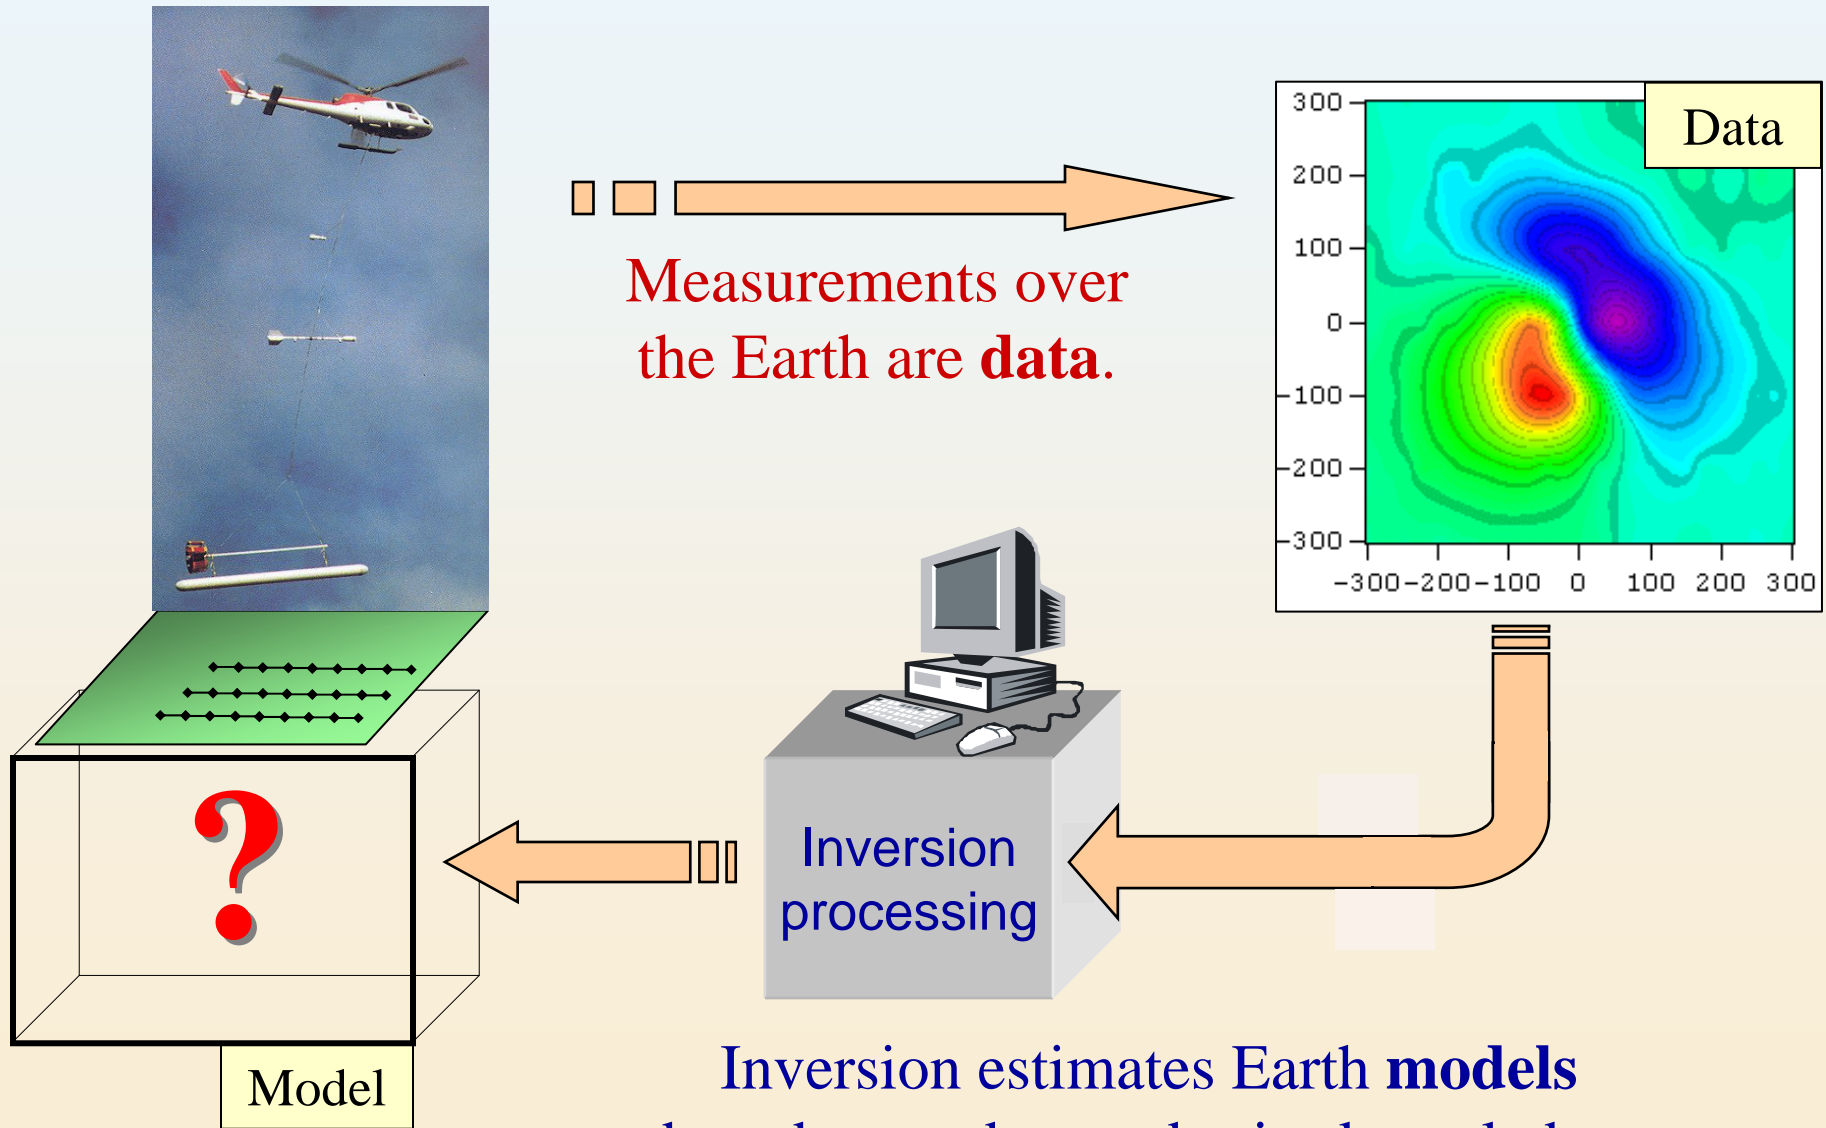 Data
300
200
100
0
-100
-200
-300
-300 -200 -100 0 100 200 300
Measurements over
the Earth are data.
?
Inversion
processing
Model
Inversion estimates Earth models